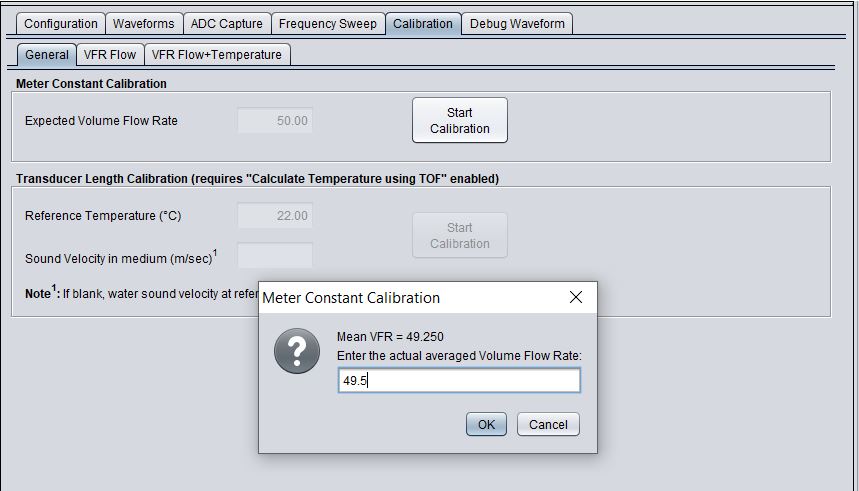 Configuration Waveforms ADC Capture Frequency Sweep Calibration Debug Waveform
General VFR Flow VFR Flow+Temperature
Meter Constant Calibration
Expected Volume Flow Rate 50.00 Start
Calibration
Transducer Length Calibration (requires "Calculate Temperature using TOF" enabled)
Reference Temperature (°C) 22.00 Start
Calibration
Sound Velocity in medium (m/sec)¹
Note¹: If blank, water sound velocity at refer
Meter Constant Calibration
?
Mean VFR = 49.250
Enter the actual averaged Volume Flow Rate:
49.5
OK Cancel